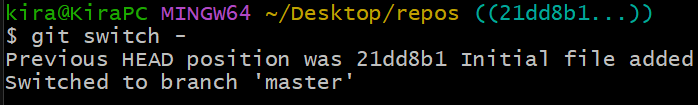 kira@KiraPC MINGW64 ~/Desktop/repos ((21dd8b1...))
$ git switch -
Previous HEAD position was 21dd8b1 Initial file added
Switched to branch 'master'